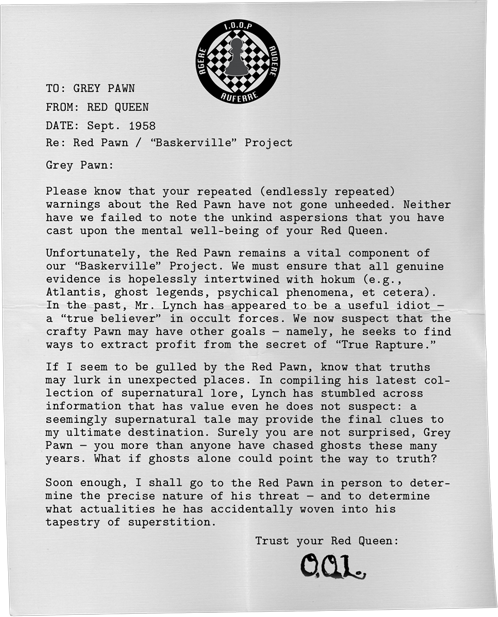 I.O.O.P
AGERE
AUDERE
AUFERRE
TO: GREY PAWN
FROM: RED QUEEN
DATE: Sept. 1958
Re: Red Pawn / “Baskerville” Project
Grey Pawn:
Please know that your repeated (endlessly repeated)
warnings about the Red Pawn have not gone unheeded. Neither
have we failed to note the unkind aspersions that you have
cast upon the mental well-being of your Red Queen.
Unfortunately, the Red Pawn remains a vital component of
our “Baskerville” Project. We must ensure that all genuine
evidence is hopelessly intertwined with hokum (e.g.,
Atlantis, ghost legends, psychical phenomena, et cetera).
In the past, Mr. Lynch has appeared to be a useful idiot —
a “true believer” in occult forces. We now suspect that the
crafty Pawn may have other goals — namely, he seeks to find
ways to extract profit from the secret of “True Rapture.”
If I seem to be gulled by the Red Pawn, know that truths
may lurk in unexpected places. In compiling his latest col-
lection of supernatural lore, Lynch has stumbled across
information that has value even he does not suspect: a
seemingly supernatural tale may provide the final clues to
my ultimate destination. Surely you are not surprised, Grey
Pawn — you more than anyone have chased ghosts these many
years. What if ghosts alone could point the way to truth?
Soon enough, I shall go to the Red Pawn in person to deter-
mine the precise nature of his threat — and to determine
what actualities he has accidentally woven into his
tapestry of superstition.
Trust your Red Queen:
O.O.L.